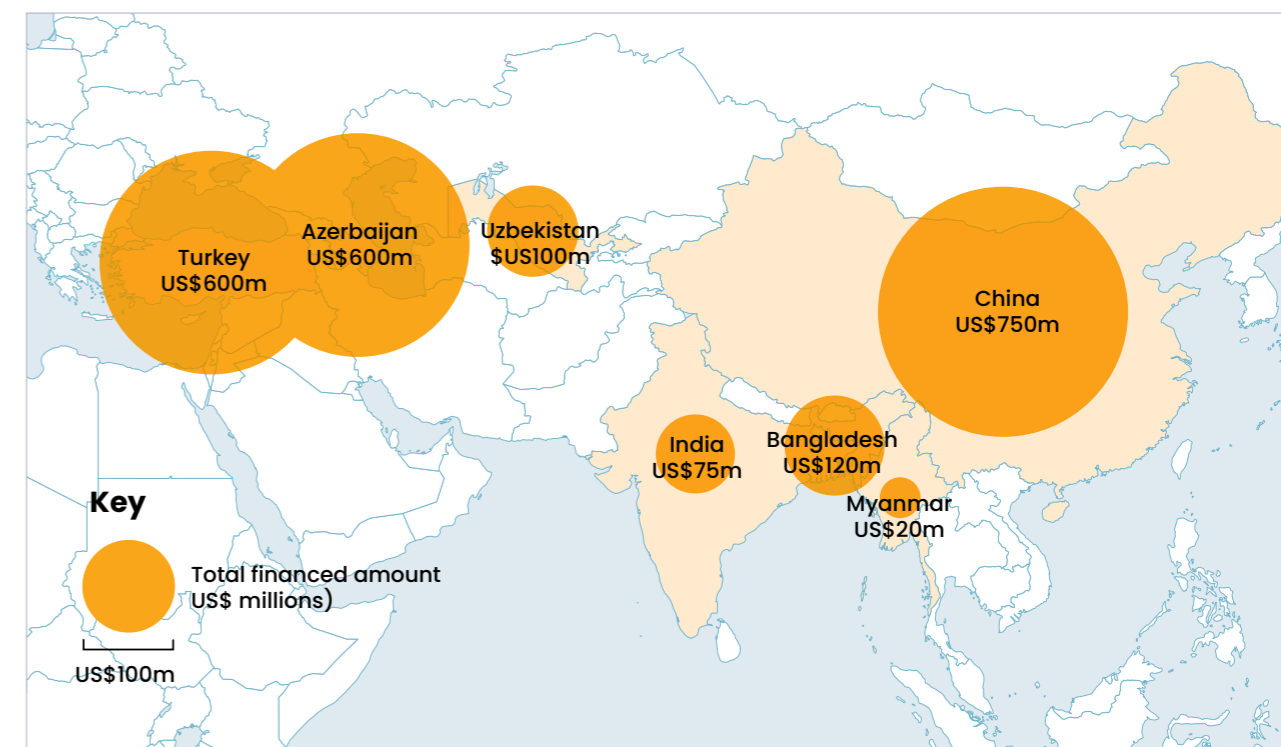 Turkey
US$600m
Azerbaijan
US$600m
Uzbekistan
$US100m
China
US$750m
India
US$75m
Bangladesh
US$120m
Myanmar
US$20m
Key
Total financed amount
US$ millions)
US$100m